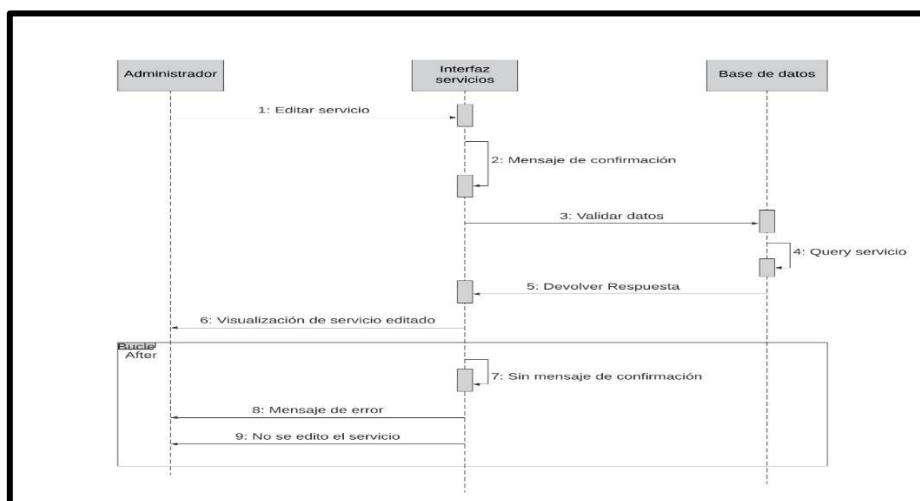 Administrador
Interfaz
servicios
Base de datos
1: Editar servicio
2: Mensaje de confirmación
3: Validar datos
4: Query servicio
5: Devolver Respuesta
6: Visualización de servicio editado
Bucle
After
7: Sin mensaje de confirmación
8: Mensaje de error
9: No se edito el servicio